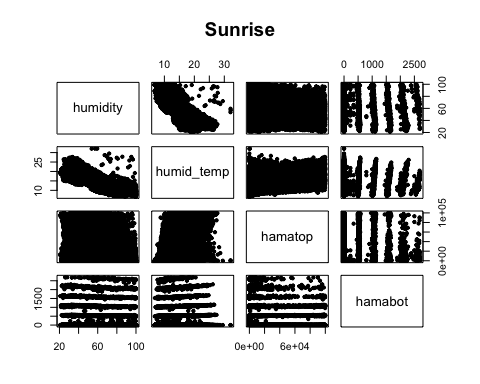 Sunrise
10 20 30
0 1000 2500
humidity
20 60 100
humid_temp
10 25
hamatop
0e+00 1e+05
hamabot
0 1500
20 60 100
0e+00 6e+04